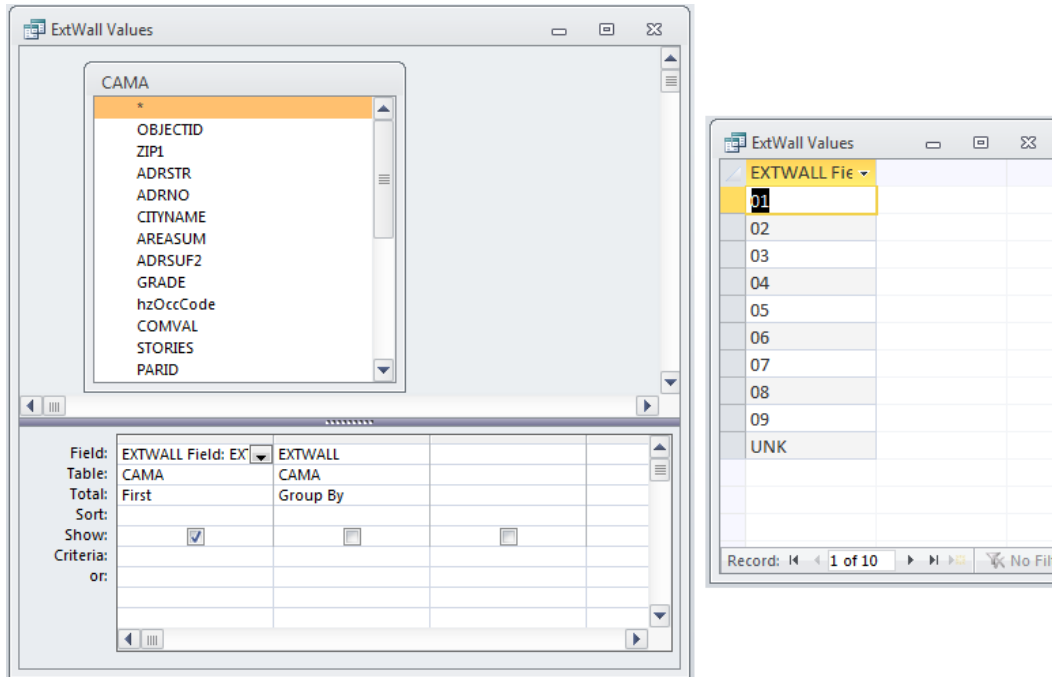 ExtWall Values
CAMA
*
OBJECTID
ZIP1
ADRSTR
ADRNO
CITYNAME
AREASUM
ADRSUF2
GRADE
hzOccCode
COMVAL
STORIES
PARID
Field: EXTWALL Field: EXT EXTWALL
Table: CAMA CAMA
Total: First Group By
Sort:
Show:
Criteria:
or:
ExtWall Values
EXTWALL Fie
01
02
03
04
05
06
07
08
09
UNK
Record: 1 of 10 No Filt